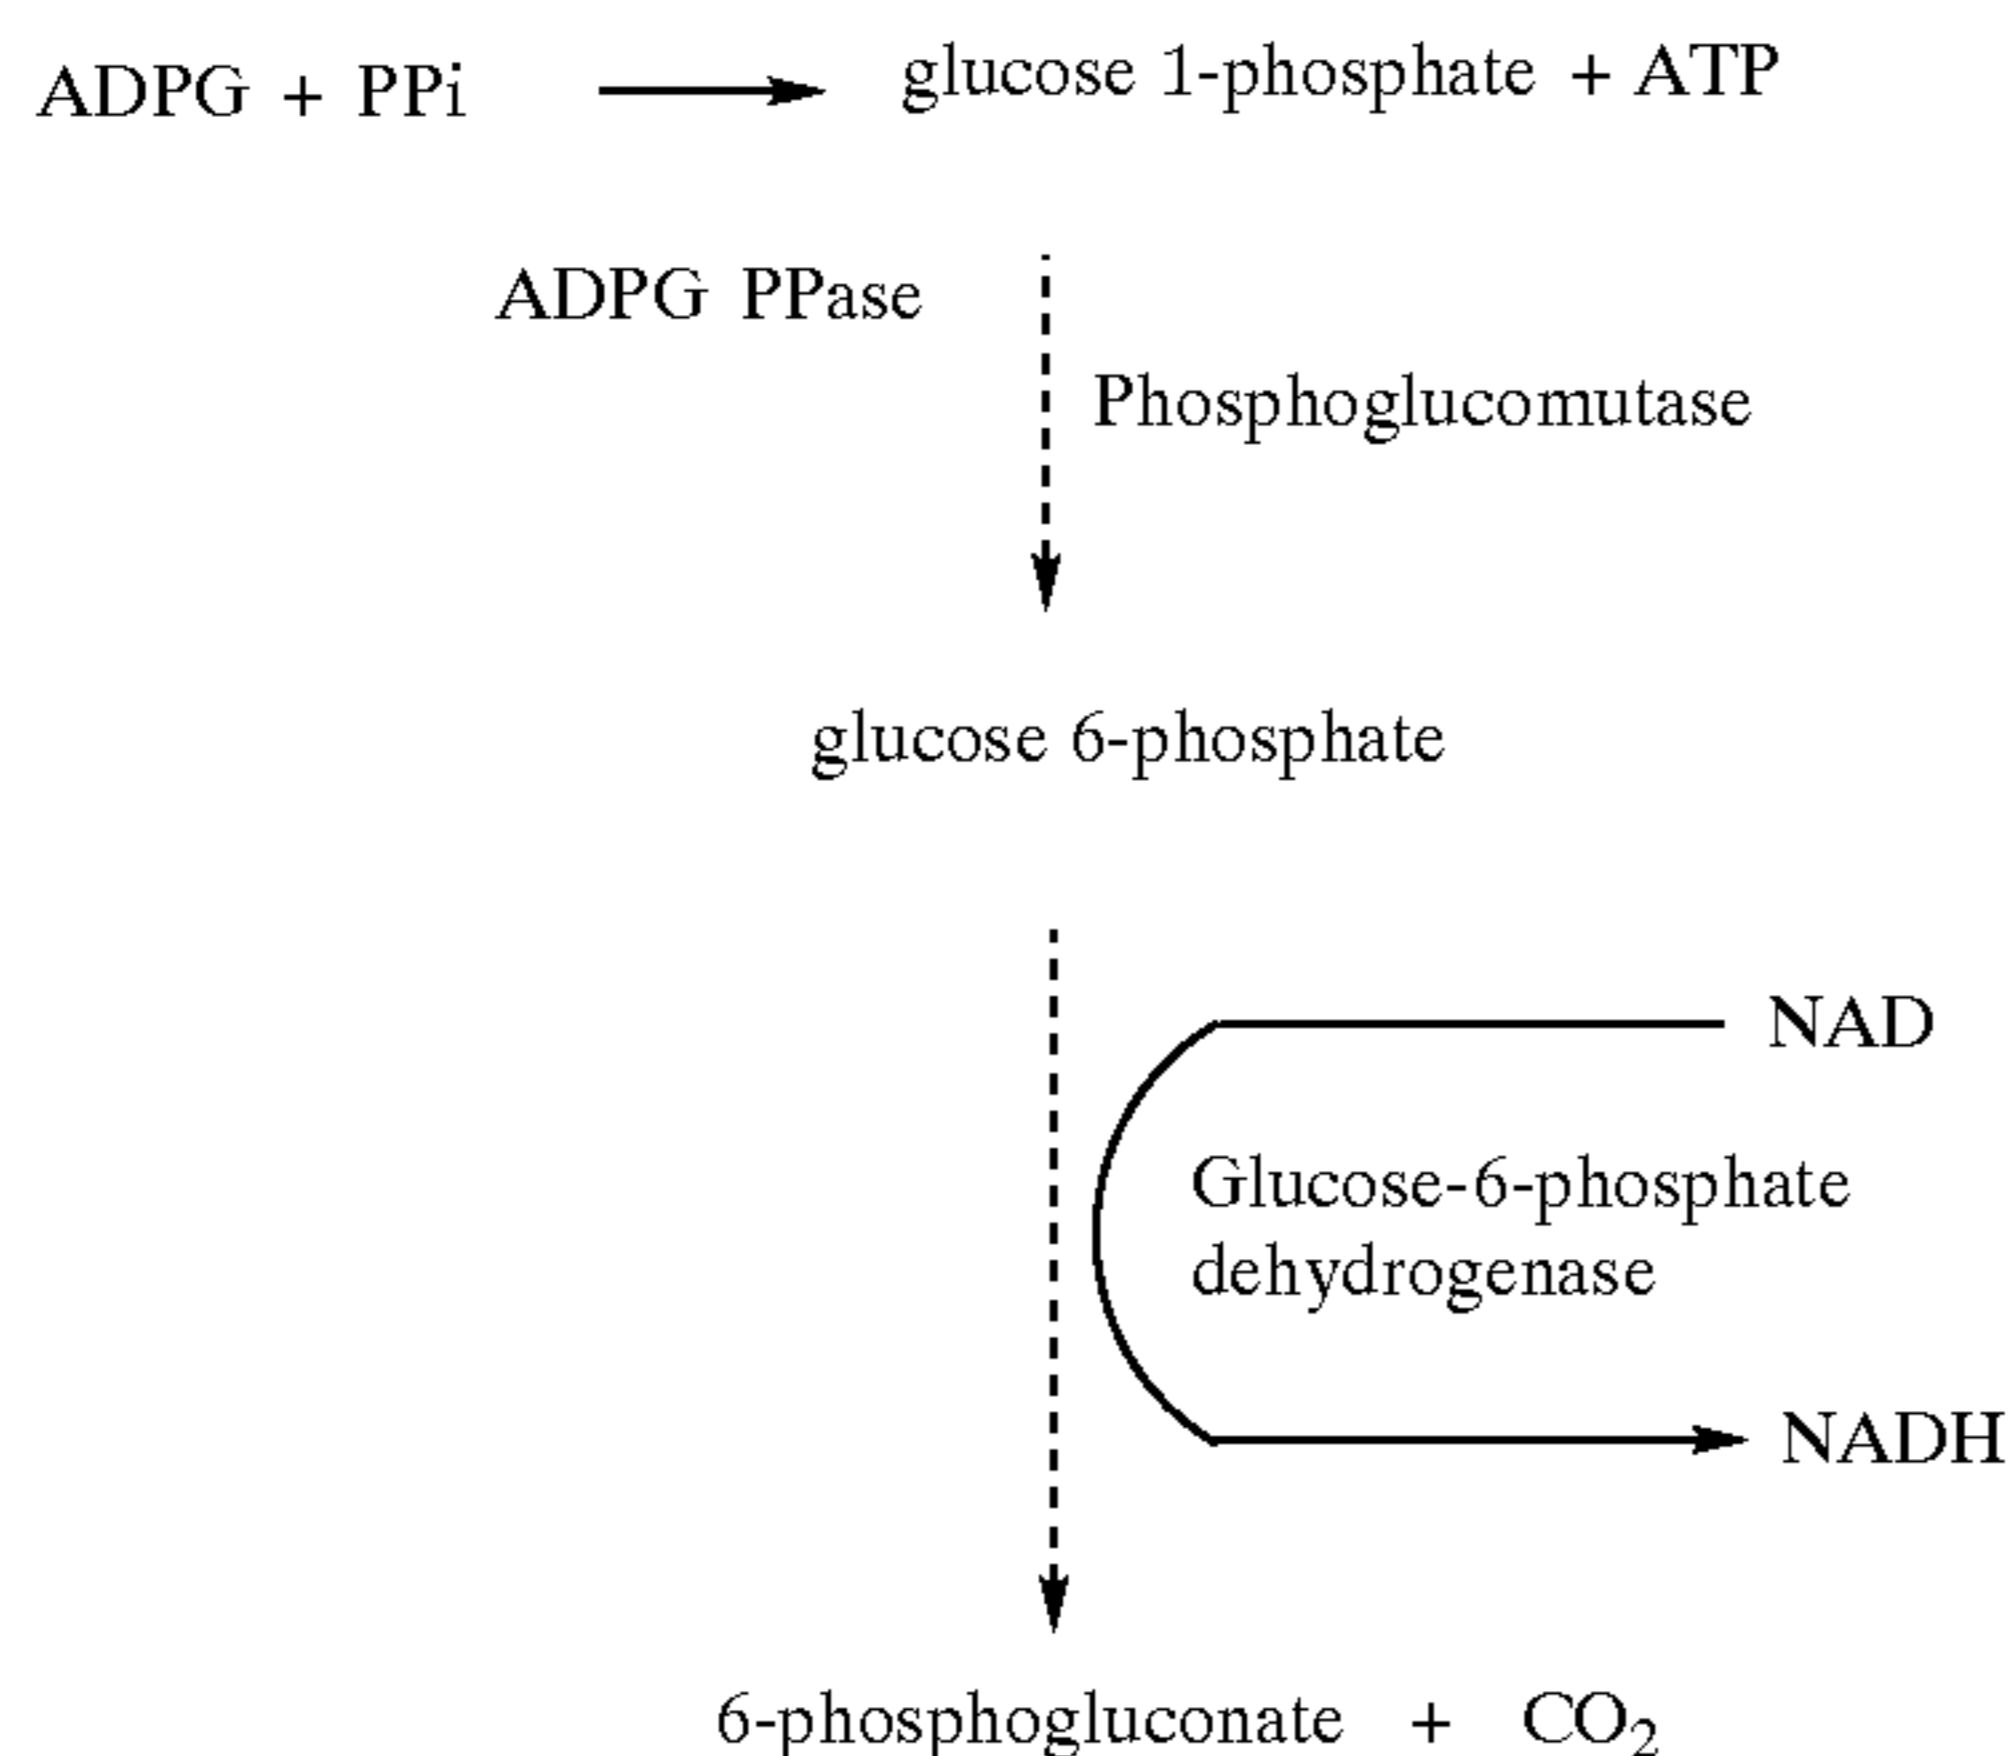 ADPG + PPi glucose 1-phosphate + ATP
ADPG PPase
Phosphoglucomutase
glucose 6-phosphate
NAD
Glucose-6-phosphate
dehydrogenase
NADH
6-phosphogluconate + CO₂